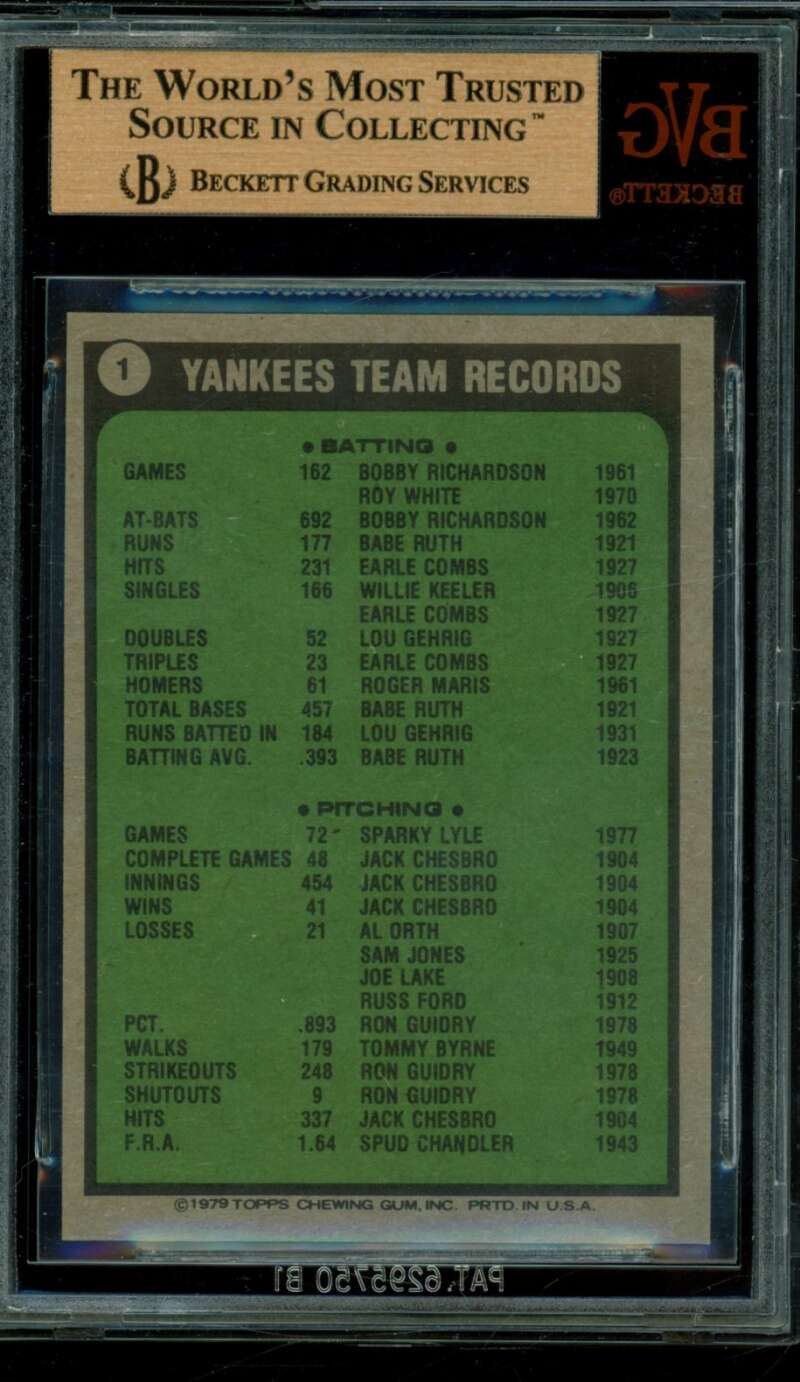 THE WORLD'S MOST TRUSTED
SOURCE IN COLLECTING™
(B) BECKETT GRADING SERVICES
BVG
BECKETT®
1 YANKEES TEAM RECORDS
• BATTING •
GAMES 162 BOBBY RICHARDSON 1961
ROY WHITE 1970
AT-BATS 692 BOBBY RICHARDSON 1962
RUNS 177 BABE RUTH 1921
HITS 231 EARLE COMBS 1927
SINGLES 166 WILLIE KEELER 1906
EARLE COMBS 1927
DOUBLES 52 LOU GEHRIG 1927
TRIPLES 23 EARLE COMBS 1927
HOMERS 61 ROGER MARIS 1961
TOTAL BASES 457 BABE RUTH 1921
RUNS BATTED IN 184 LOU GEHRIG 1931
BATTING AVG. .393 BABE RUTH 1923
• PITCHING •
GAMES 72 SPARKY LYLE 1977
COMPLETE GAMES 48 JACK CHESBRO 1904
INNINGS 454 JACK CHESBRO 1904
WINS 41 JACK CHESBRO 1904
LOSSES 21 AL ORTH 1907
SAM JONES 1925
JOE LAKE 1908
RUSS FORD 1912
PCT. .893 RON GUIDRY 1978
WALKS 179 TOMMY BYRNE 1949
STRIKEOUTS 248 RON GUIDRY 1978
SHUTOUTS 9 RON GUIDRY 1978
HITS 337 JACK CHESBRO 1904
E.R.A. 1.64 SPUD CHANDLER 1943
©1979 TOPPS CHEWING GUM, INC. PRTD. IN U.S.A.
PAT. 6295750 B1